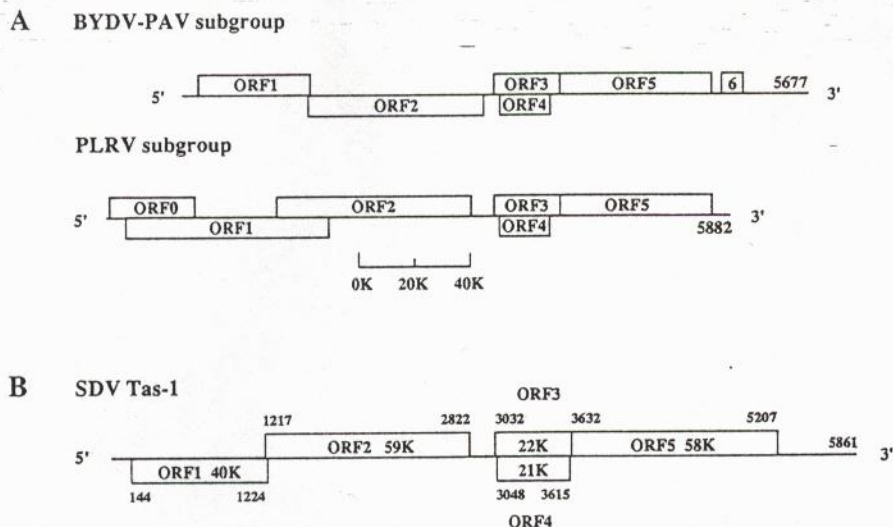 A BYDV-PAV subgroup
ORF1 ORF3 ORF5 6 5677
5' ORF2 ORF4 3'
PLRV subgroup
ORF0 ORF2 ORF3 ORF5
5' ORF1 ORF4 5882 3'
0K 20K 40K
B SDV Tas-1 ORF3
1217 2822 3032 3632 5207
ORF2 59K 22K ORF5 58K 5861
5' ORF1 40K 21K 3'
144 1224 3048 3615
ORF4